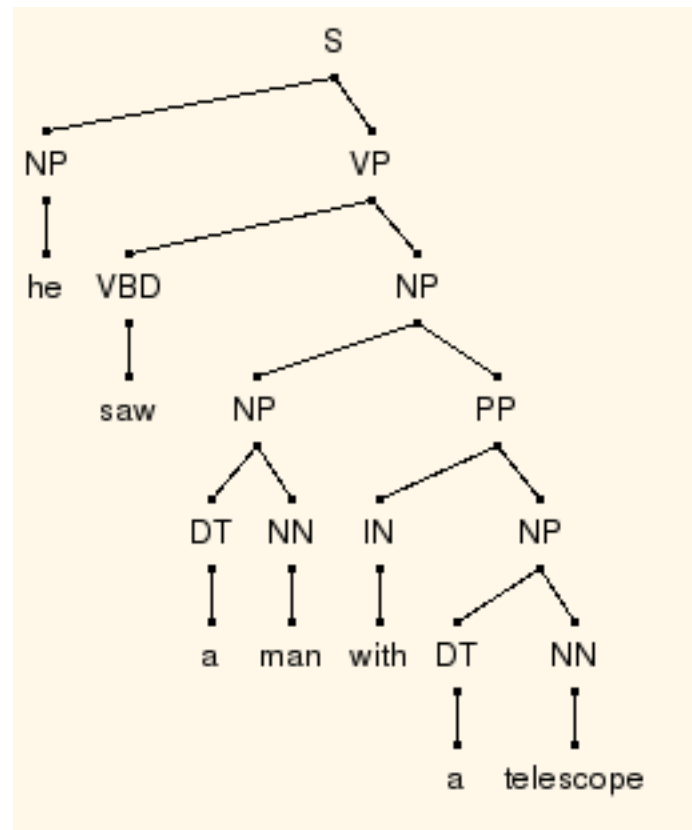 S
NP VP
he VBD NP
saw NP PP
DT NN IN NP
a man with DT NN
a telescope